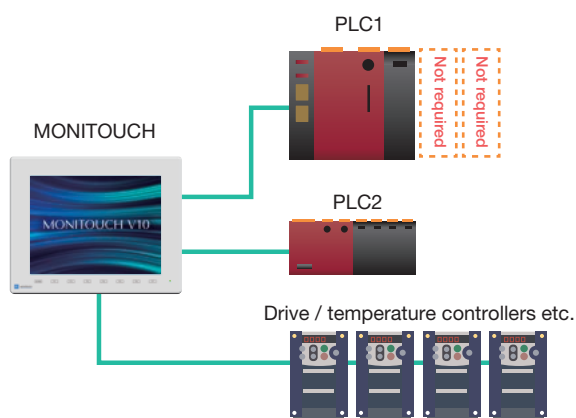 PLC1
Not required
Not required
MONITOUCH
MONITOUCH V10
PLC2
Drive / temperature controllers etc.